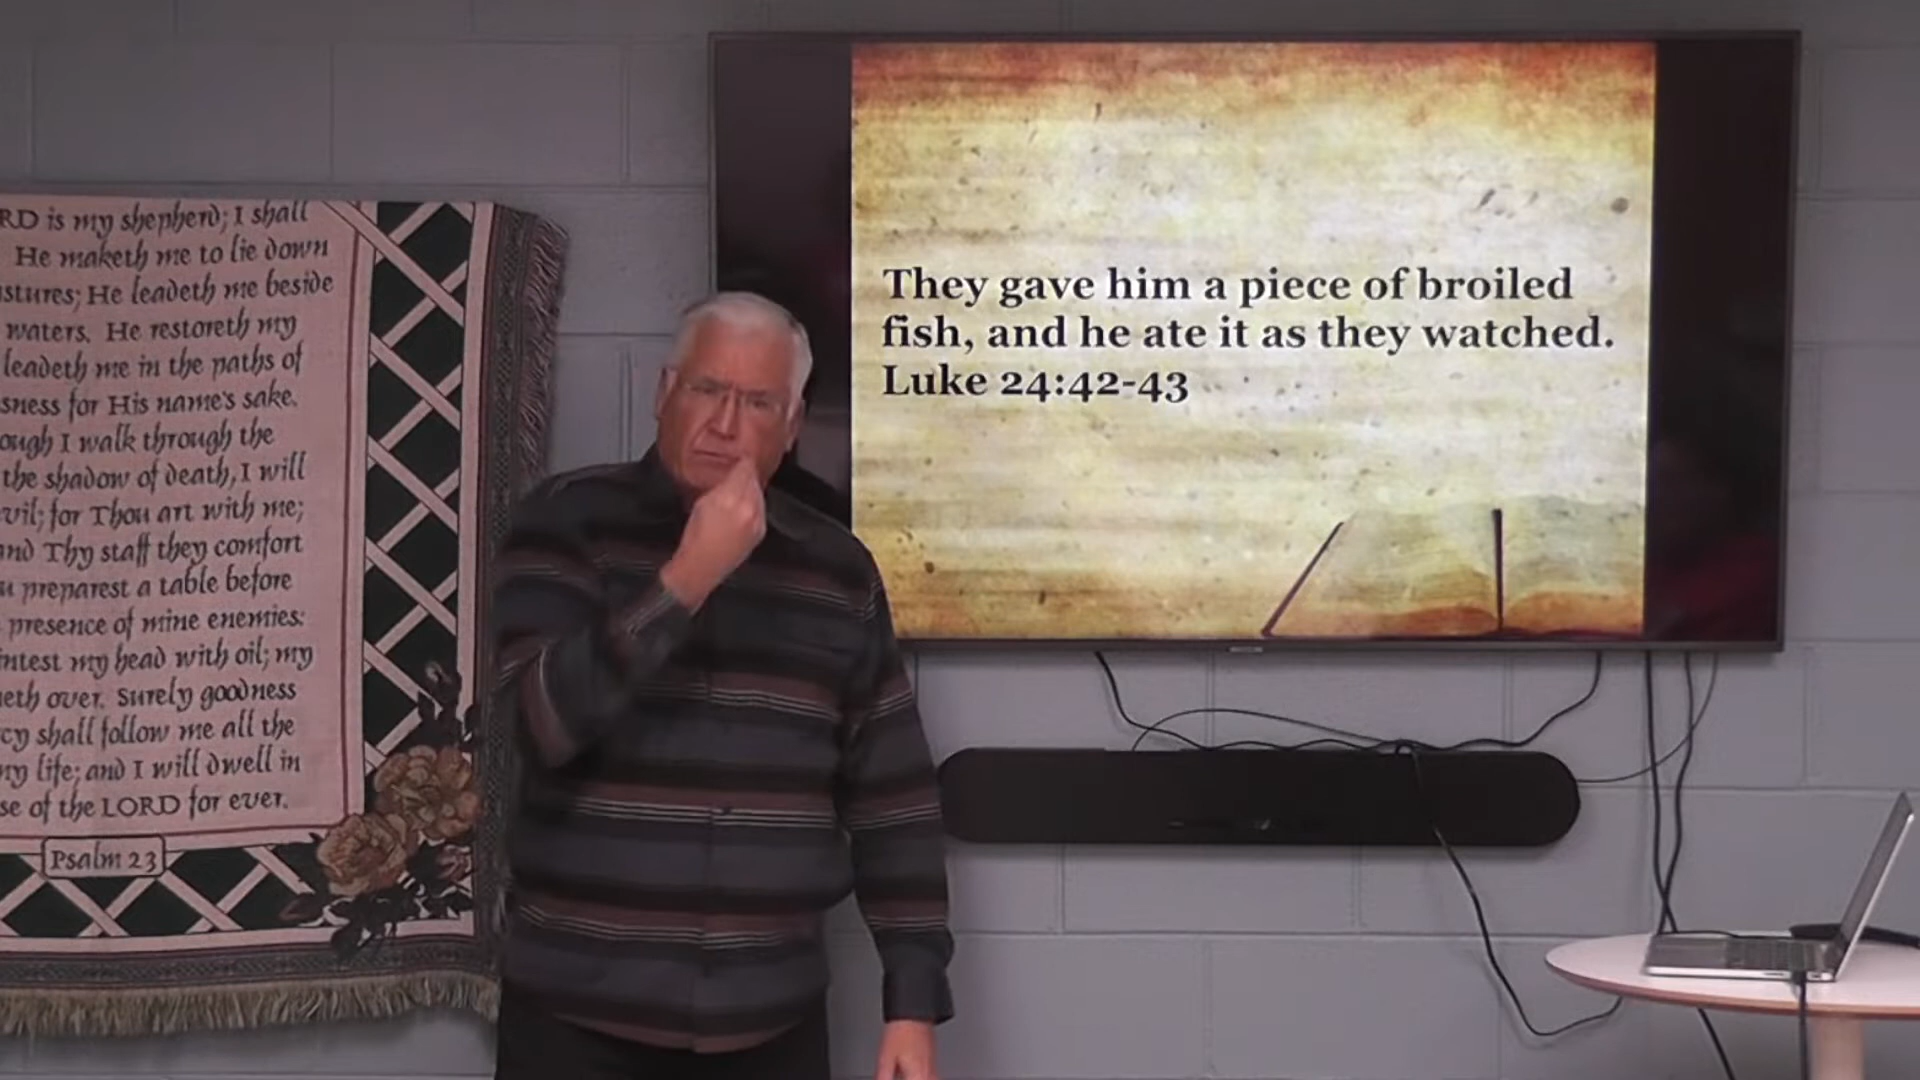 RD is my shepherd; I shall
He maketh me to lie down
stures; He leadeth me beside
waters. He restoreth my
leadeth me in the paths of
sness for His name's sake.
ough I walk through the
the shadow of death, I will
vil; for Thou art with me;
and Thy staff they comfort
u preparest a table before
presence of mine enemies:
intest my head with oil; my
eth over. Surely goodness
cy shall follow me all the
my life; and I will dwell in
se of the LORD for ever.
Psalm 23
They gave him a piece of broiled
fish, and he ate it as they watched.
Luke 24:42-43